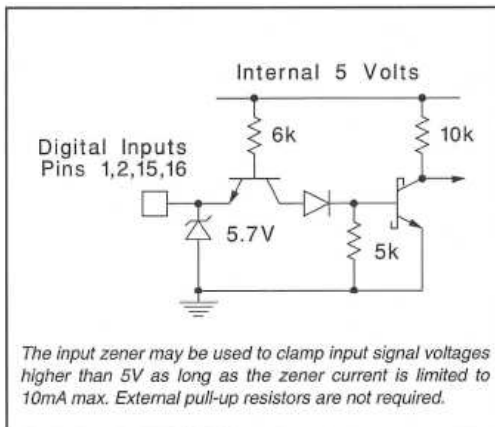 Internal 5 Volts
6k
10k
Digital Inputs
Pins 1,2,15,16
5.7V
5k
The input zener may be used to clamp input signal voltages
higher than 5V as long as the zener current is limited to
10mA max. External pull-up resistors are not required.